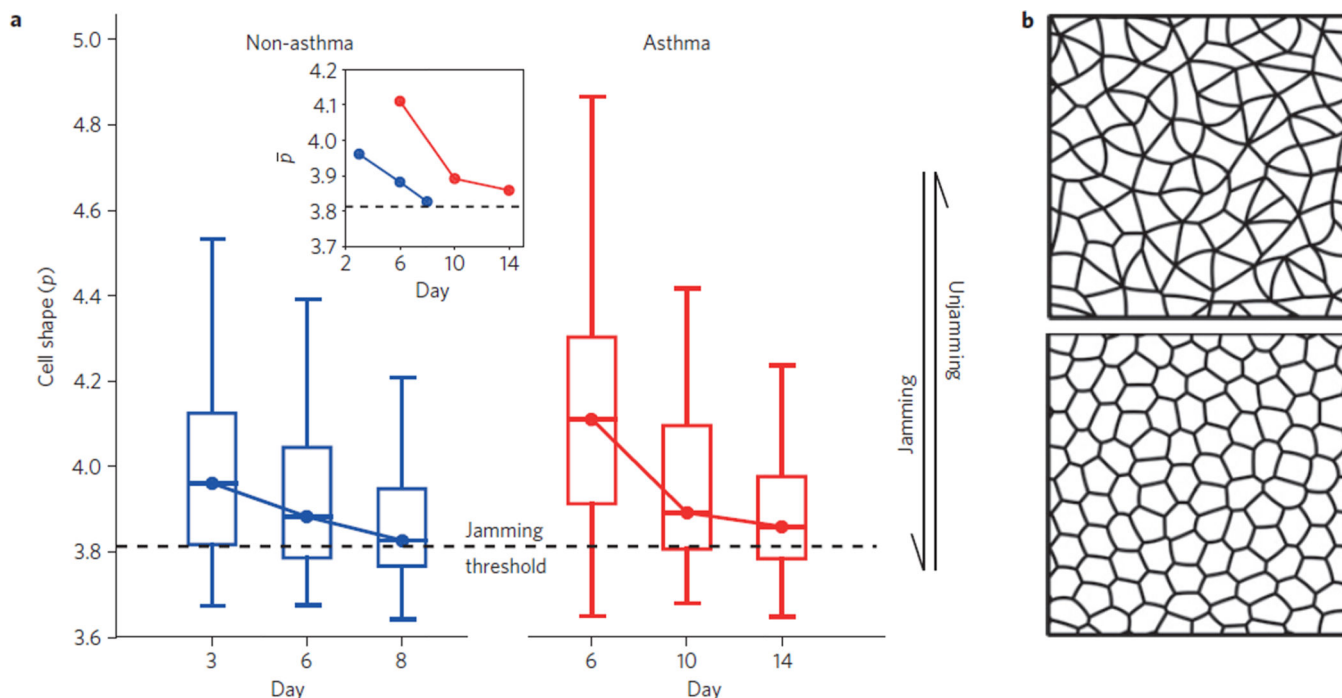 a
b
Non-asthma
Asthma
5.0
4.8
4.6
4.4
4.2
4.0
3.8
3.6
Cell shape (p)
4.2
4.1
4.0
3.9
3.8
3.7
p̄
2 6 10 14
Day
Jamming
threshold
Jamming
Unjamming
3 6 8
Day
6 10 14
Day